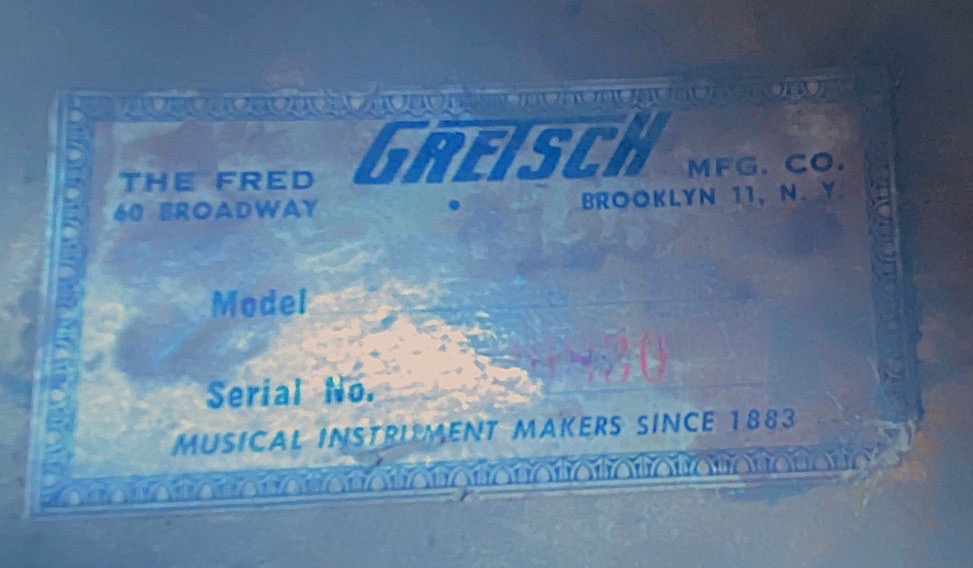 THE FRED GRETSCH MFG. CO.
60 BROADWAY • BROOKLYN 11, N. Y.
Model
Serial No.
MUSICAL INSTRUMENT MAKERS SINCE 1883